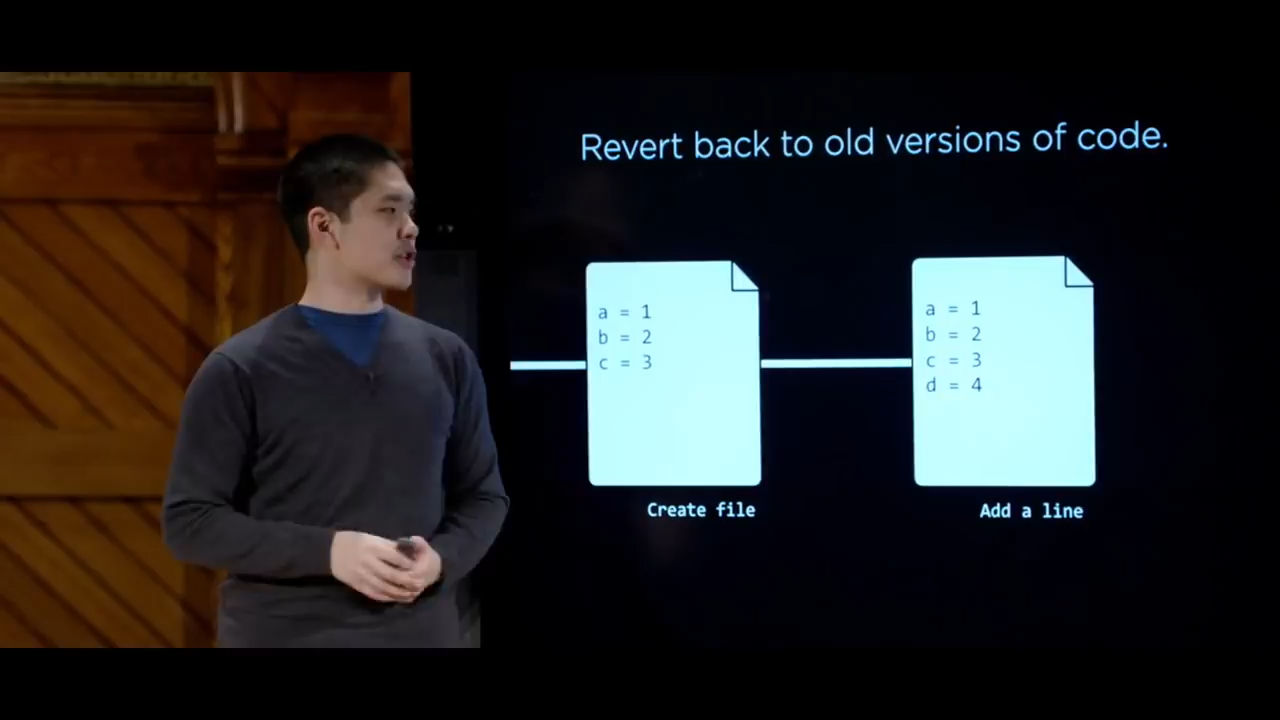 Revert back to old versions of code.
a = 1
b = 2
c = 3
Create file
a = 1
b = 2
c = 3
d = 4
Add a line